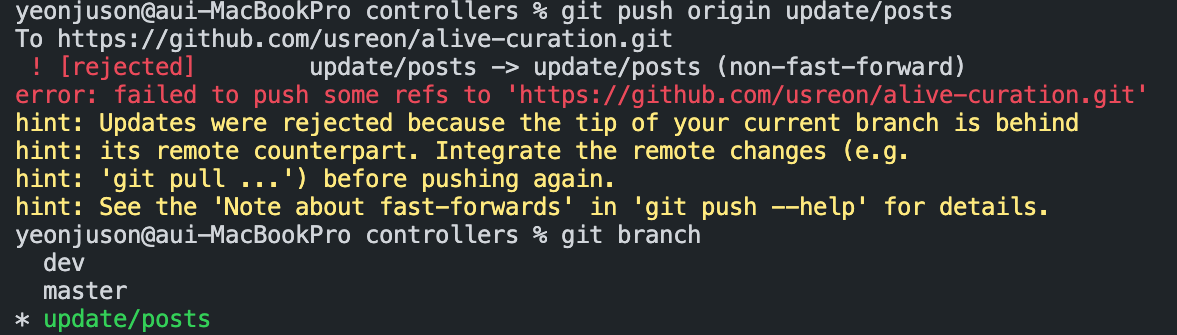 yeonjuson@aui-MacBookPro controllers % git push origin update/posts
To https://github.com/usreon/alive-curation.git
 ! [rejected]        update/posts -> update/posts (non-fast-forward)
error: failed to push some refs to 'https://github.com/usreon/alive-curation.git'
hint: Updates were rejected because the tip of your current branch is behind
hint: its remote counterpart. Integrate the remote changes (e.g.
hint: 'git pull ...') before pushing again.
hint: See the 'Note about fast-forwards' in 'git push --help' for details.
yeonjuson@aui-MacBookPro controllers % git branch
  dev
  master
* update/posts